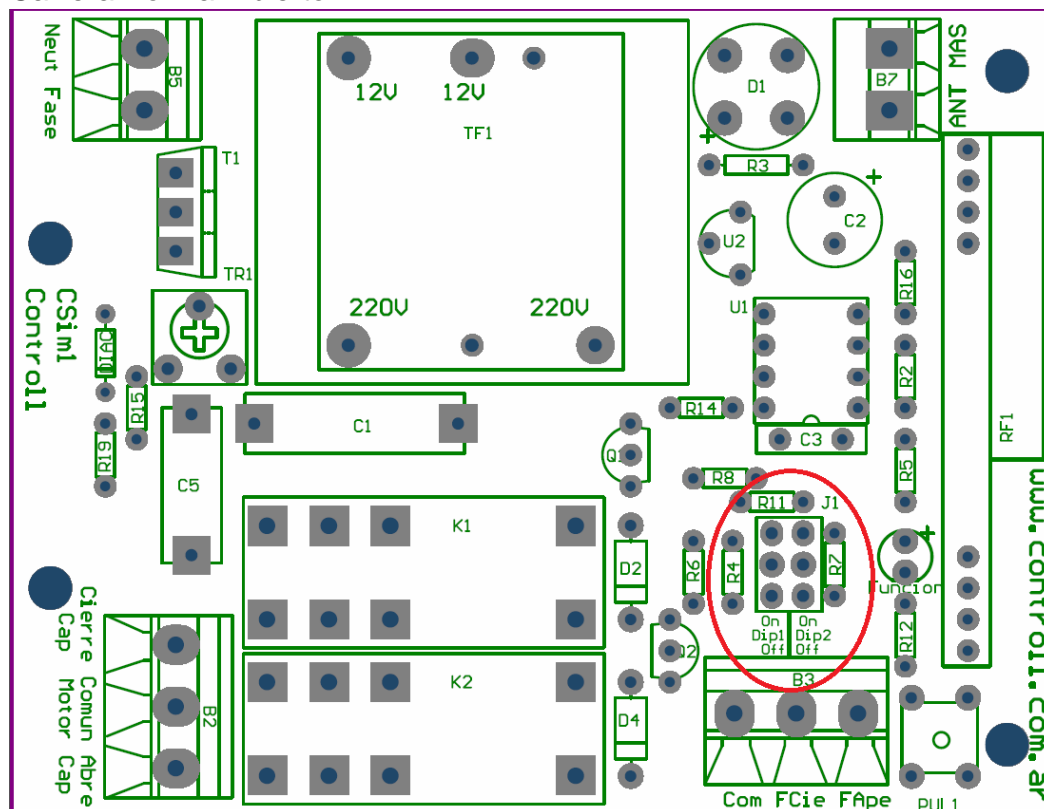 Neut Fase
B5
12V 12V
TF1
D1
B7
ANT MAS
T1
R3
+
+
U2
C2
TR1
R16
220V 220V
U1
CSim1
Controll
DIAC
R15
R2
R14
C1
C3
RF1
R19
Q1
R5
C5
R8
R11
J1
K1
+
D2
R6
R4
R7
Funcion
www.controll.com.ar
On On
Dip1 Dip2
Off Off
R12
Q2
K2
B3
Cierre Comun Abre
Cap Motor Cap
B2
D4
Com FCie FApe
PUL1